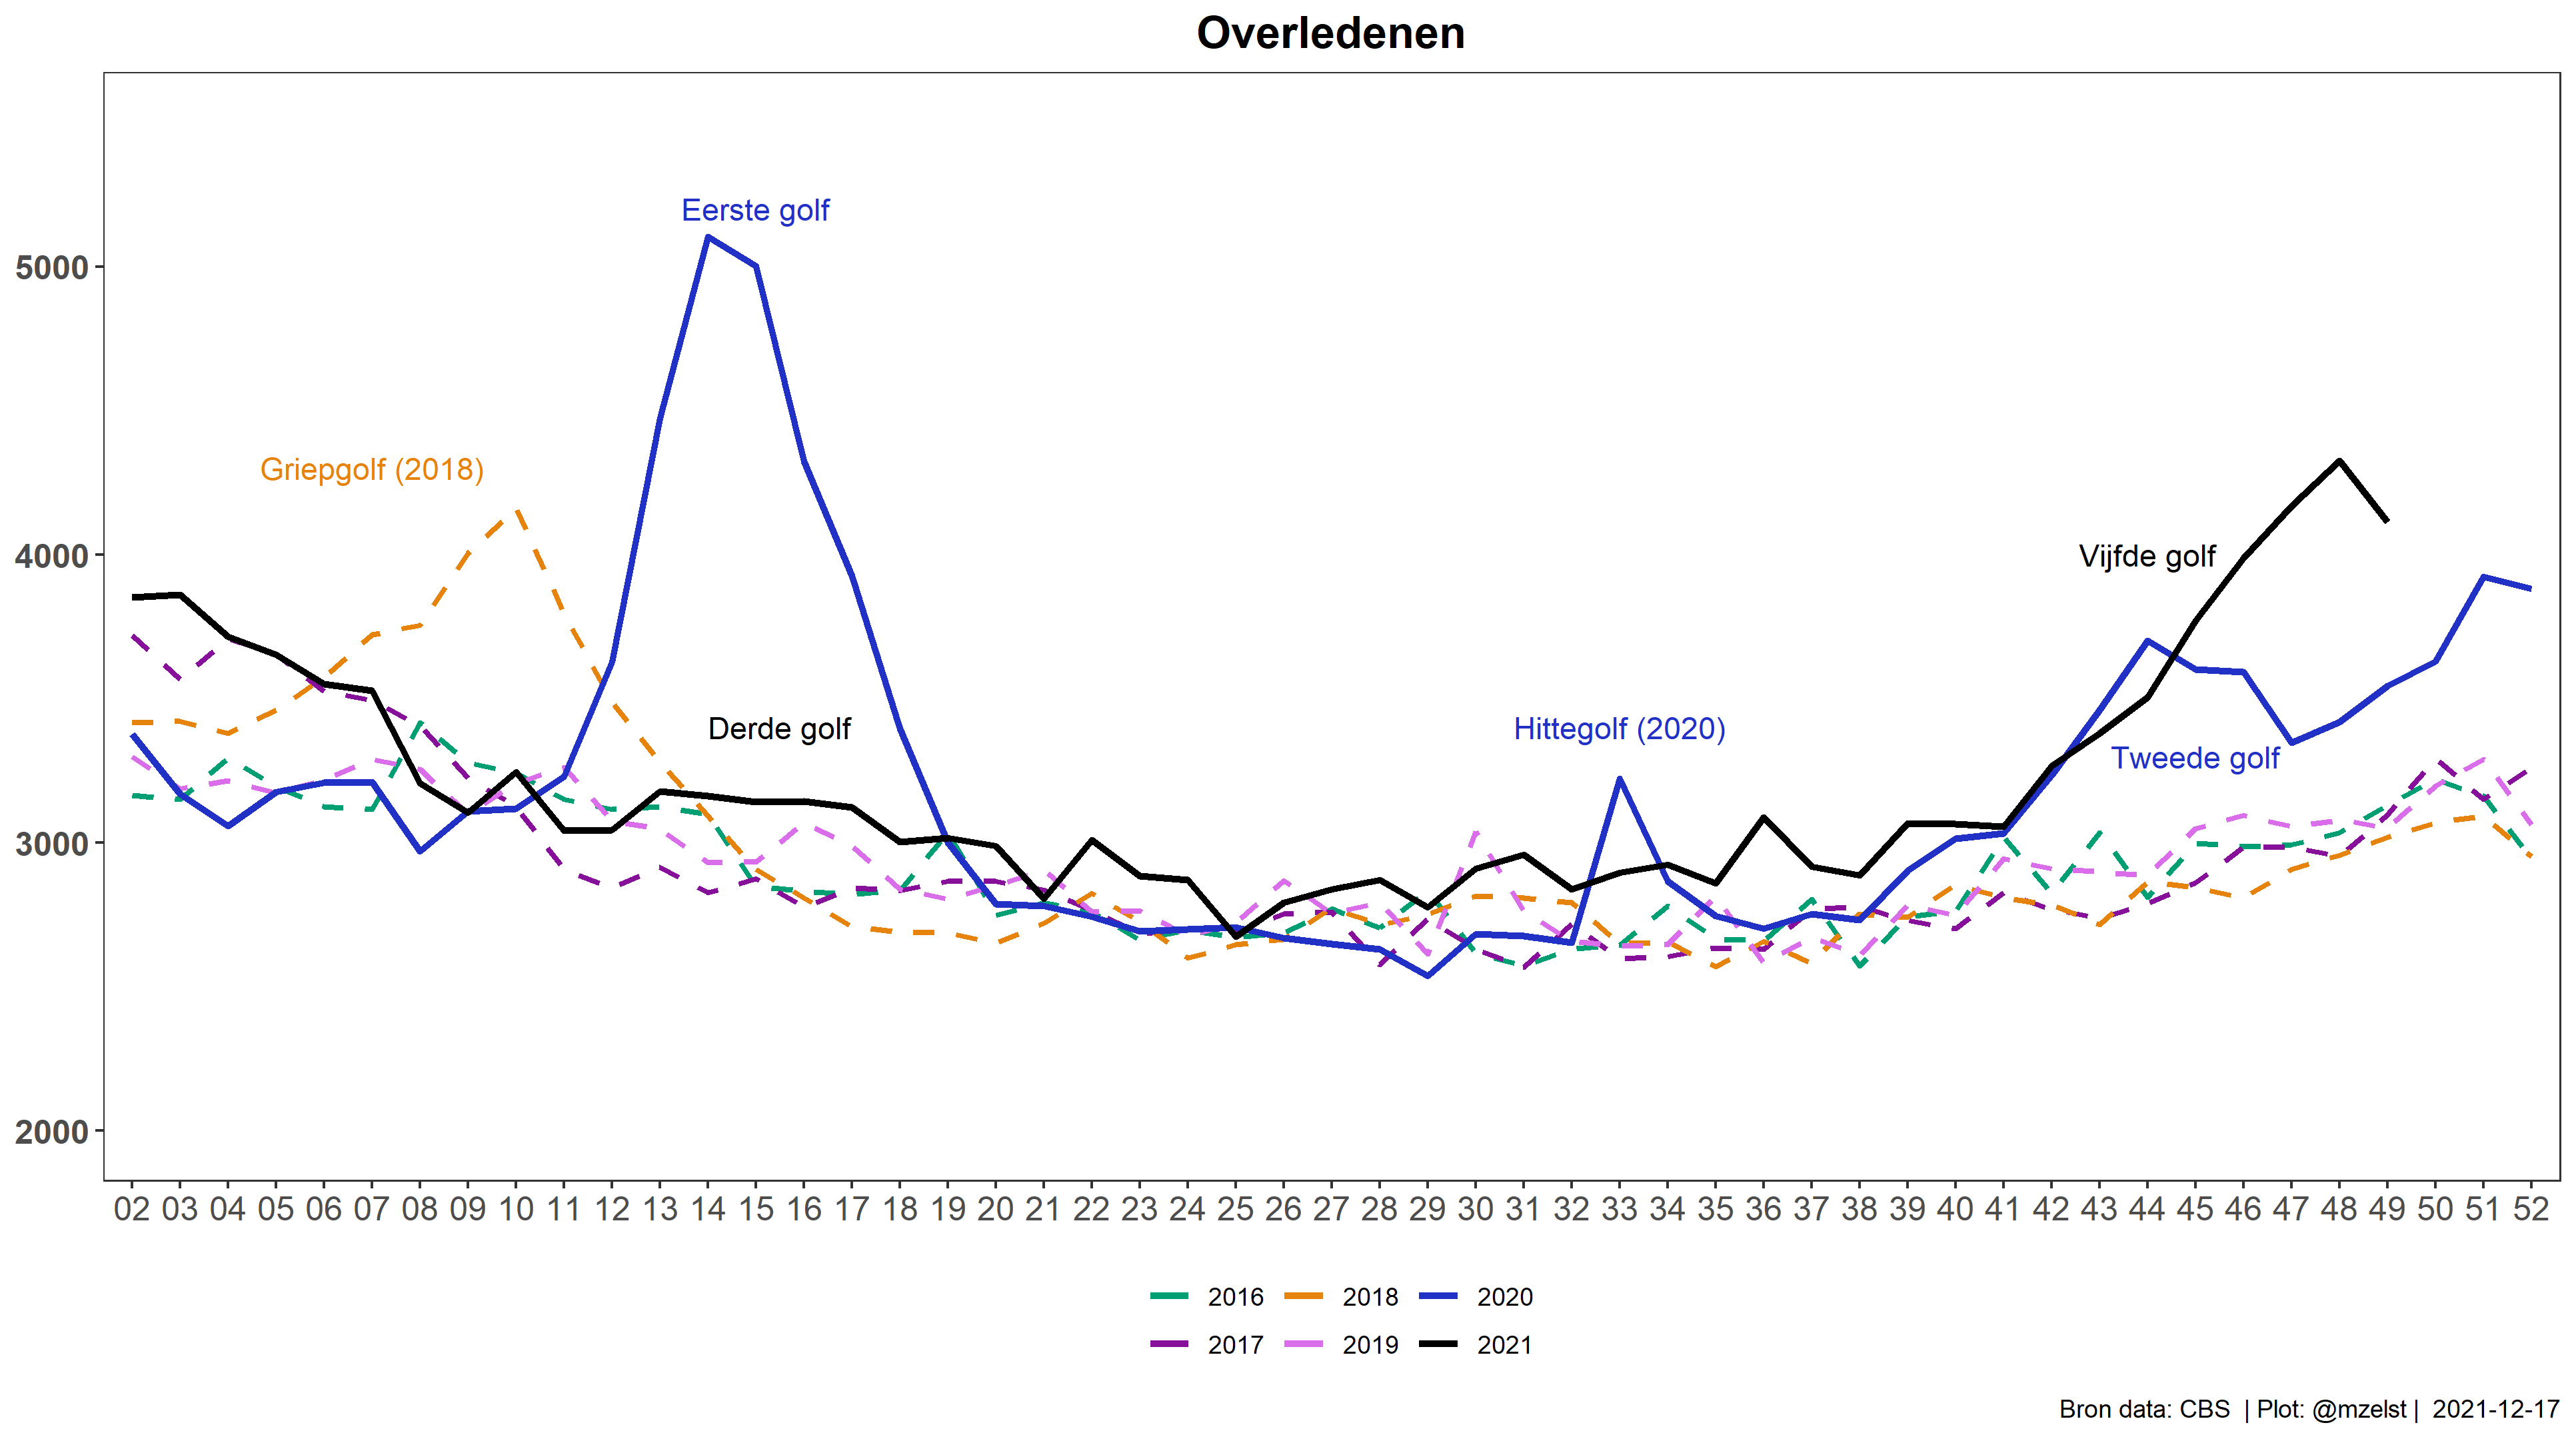 Overledenen
Eerste golf
5000
Griepgolf (2018)
4000
Vijfde golf
Derde golf
Hittegolf (2020)
Tweede golf
3000
2000
02 03 04 05 06 07 08 09 10 11 12 13 14 15 16 17 18 19 20 21 22 23 24 25 26 27 28 29 30 31 32 33 34 35 36 37 38 39 40 41 42 43 44 45 46 47 48 49 50 51 52
2016 2018 2020
2017 2019 2021
Bron data: CBS | Plot: @mzelst | 2021-12-17